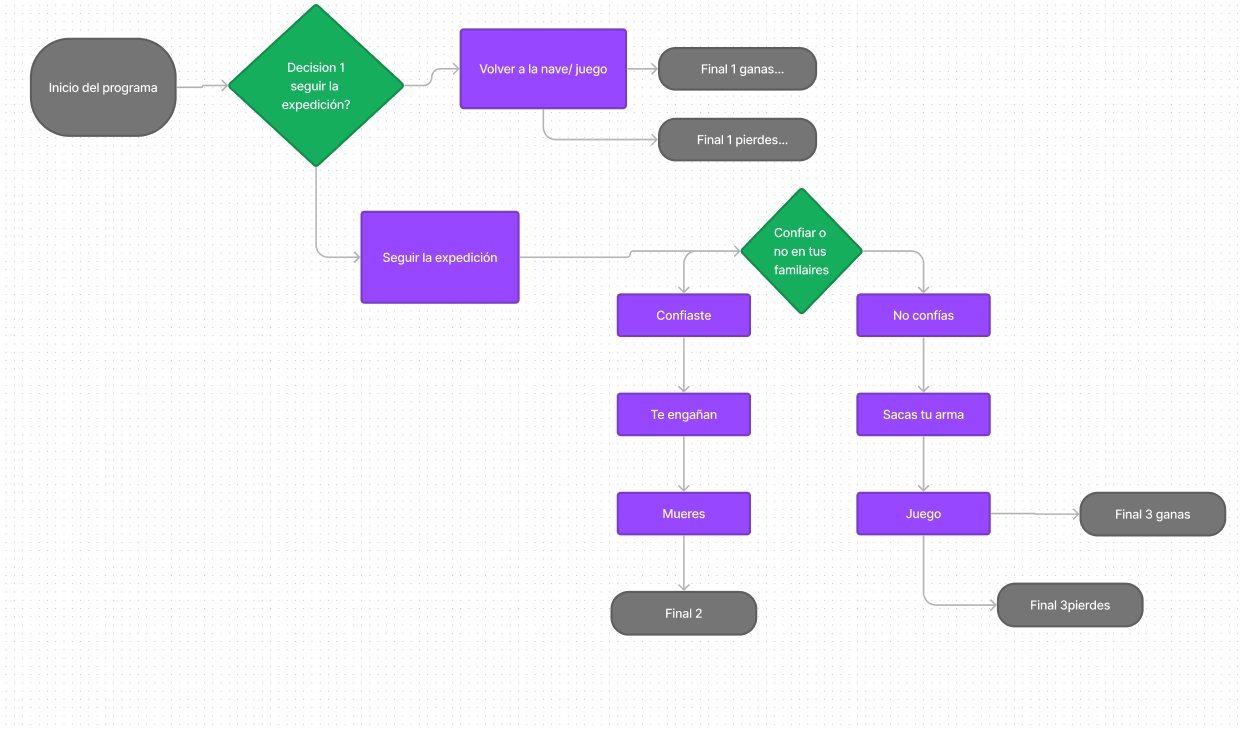 Inicio del programa
Decision 1
seguir la
expedición?
Volver a la nave/ juego
Final 1 ganas...
Final 1 pierdes...
Seguir la expedición
Confiar o
no en tus
familaires
Confiaste
No confías
Te engañan
Sacas tu arma
Mueres
Juego
Final 3 ganas
Final 2
Final 3pierdes